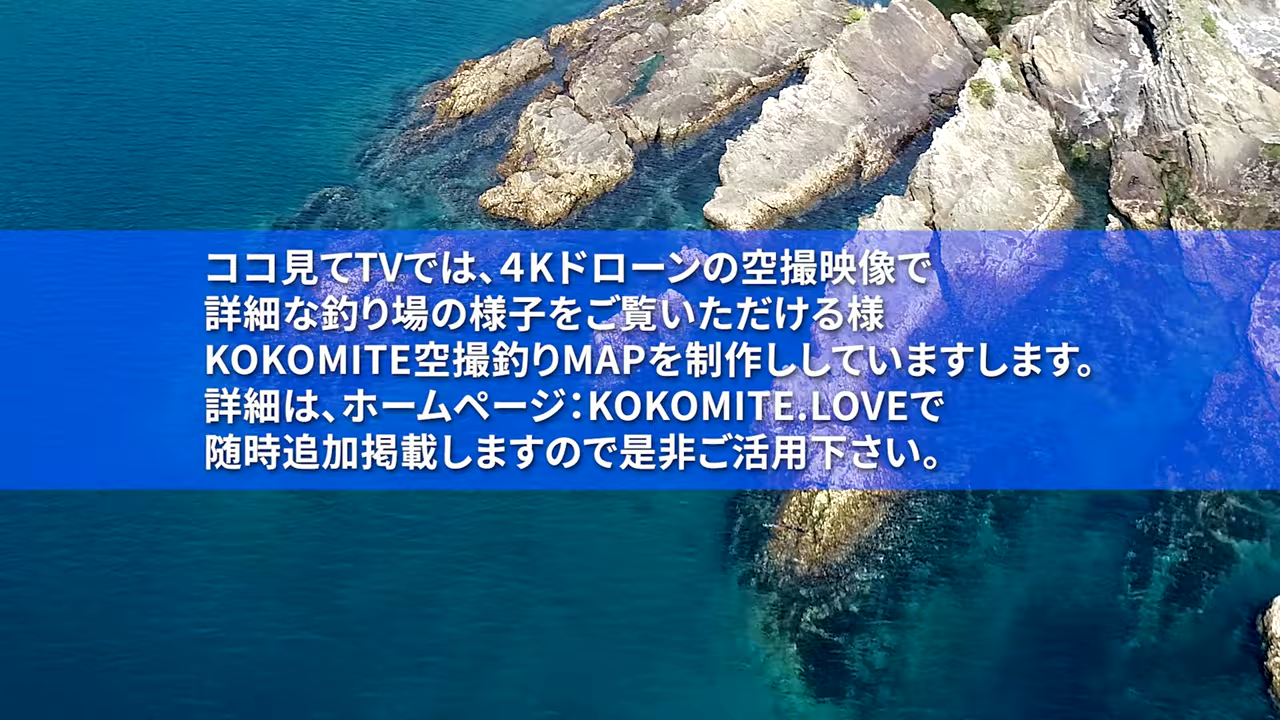 ココ見てTVでは、4Kドローンの空撮映像で
詳細な釣り場の様子をご覧いただける様
KOKOMITE空撮釣りMAPを制作ししていますします。
詳細は、ホームページ：KOKOMITE.LOVEで
随時追加掲載しますので是非ご活用下さい。